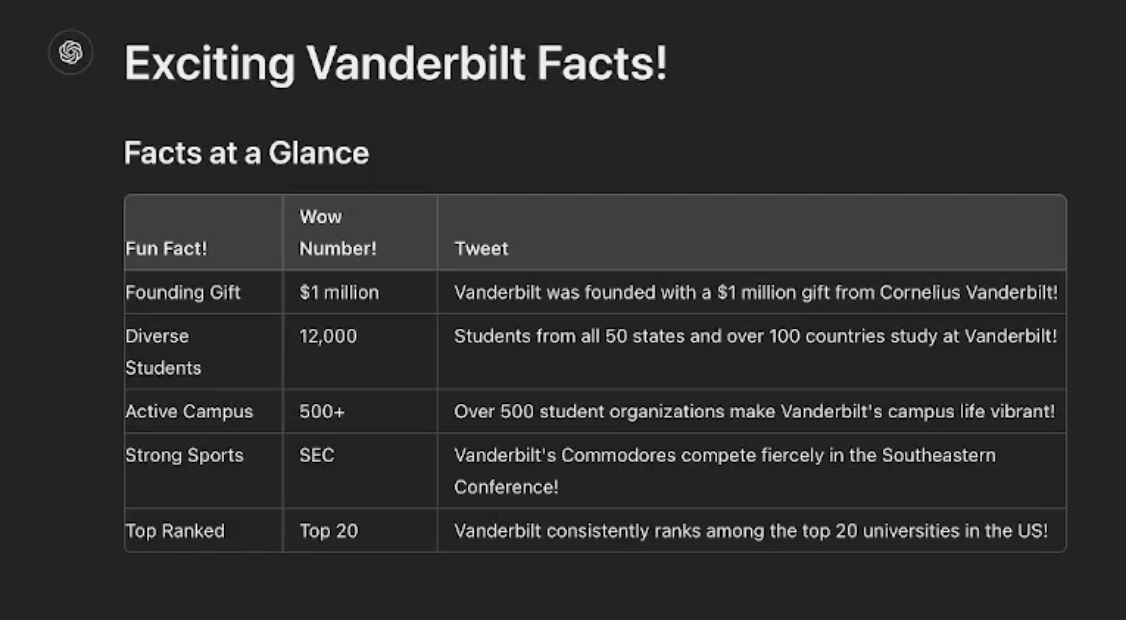 Exciting Vanderbilt Facts!
Facts at a Glance
Fun Fact!
Wow
Number!
Tweet
Founding Gift
$1 million
Vanderbilt was founded with a $1 million gift from Cornelius Vanderbilt!
Diverse
Students
12,000
Students from all 50 states and over 100 countries study at Vanderbilt!
Active Campus
500+
Over 500 student organizations make Vanderbilt's campus life vibrant!
Strong Sports
SEC
Vanderbilt's Commodores compete fiercely in the Southeastern
Conference!
Top Ranked
Top 20
Vanderbilt consistently ranks among the top 20 universities in the US!